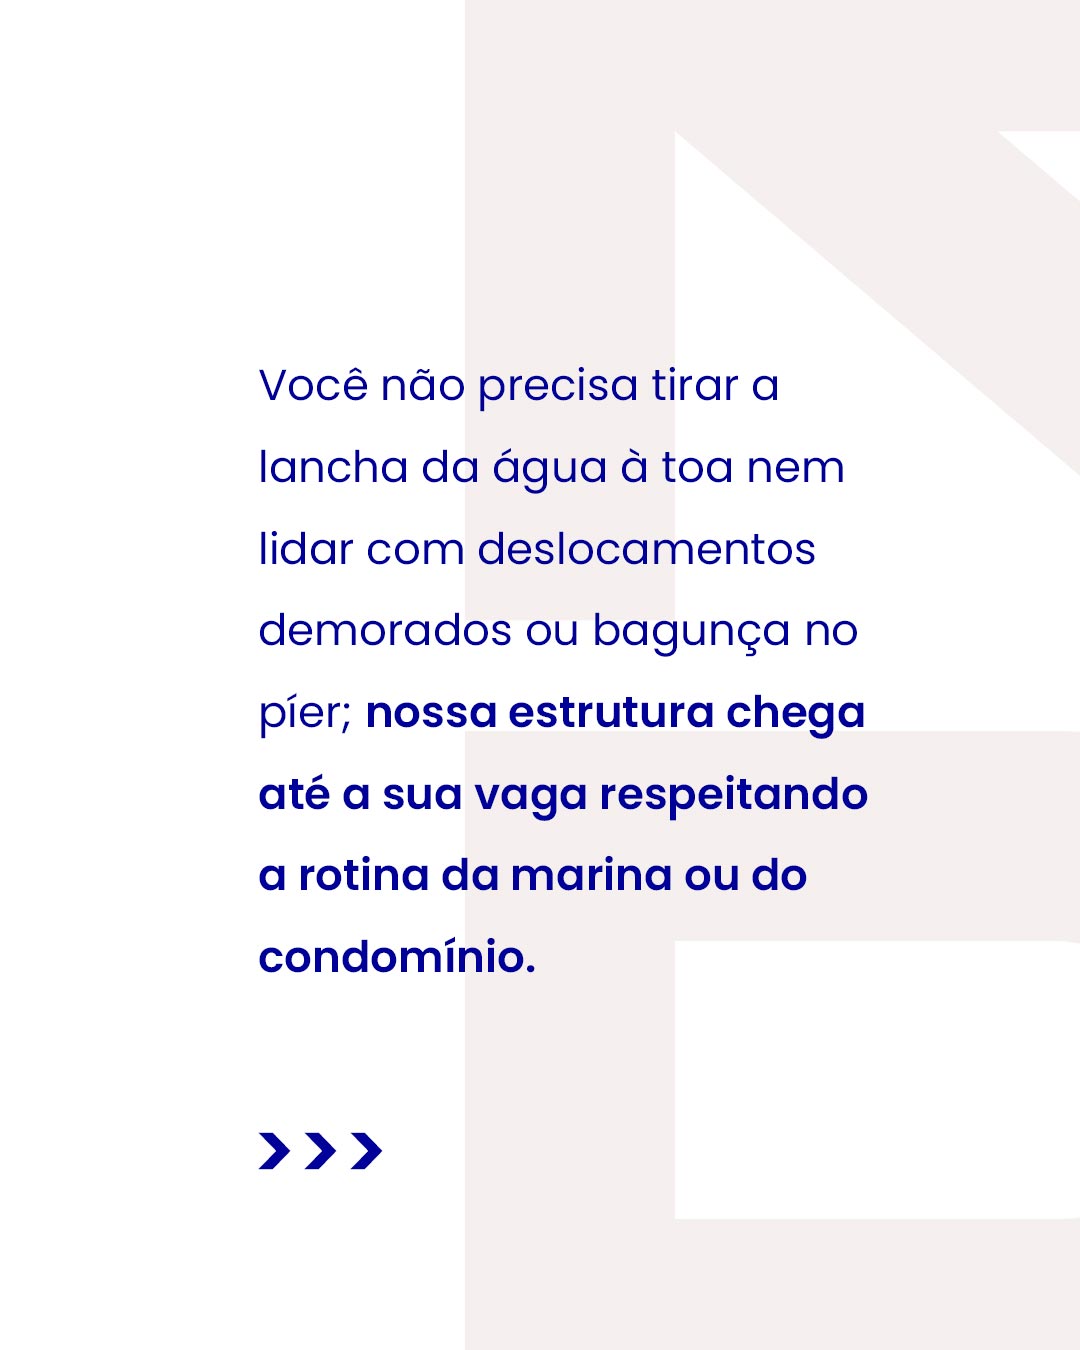 Você não precisa tirar a
lancha da água à toa nem
lidar com deslocamentos
demorados ou bagunça no
píer; nossa estrutura chega
até a sua vaga respeitando
a rotina da marina ou do
condomínio.